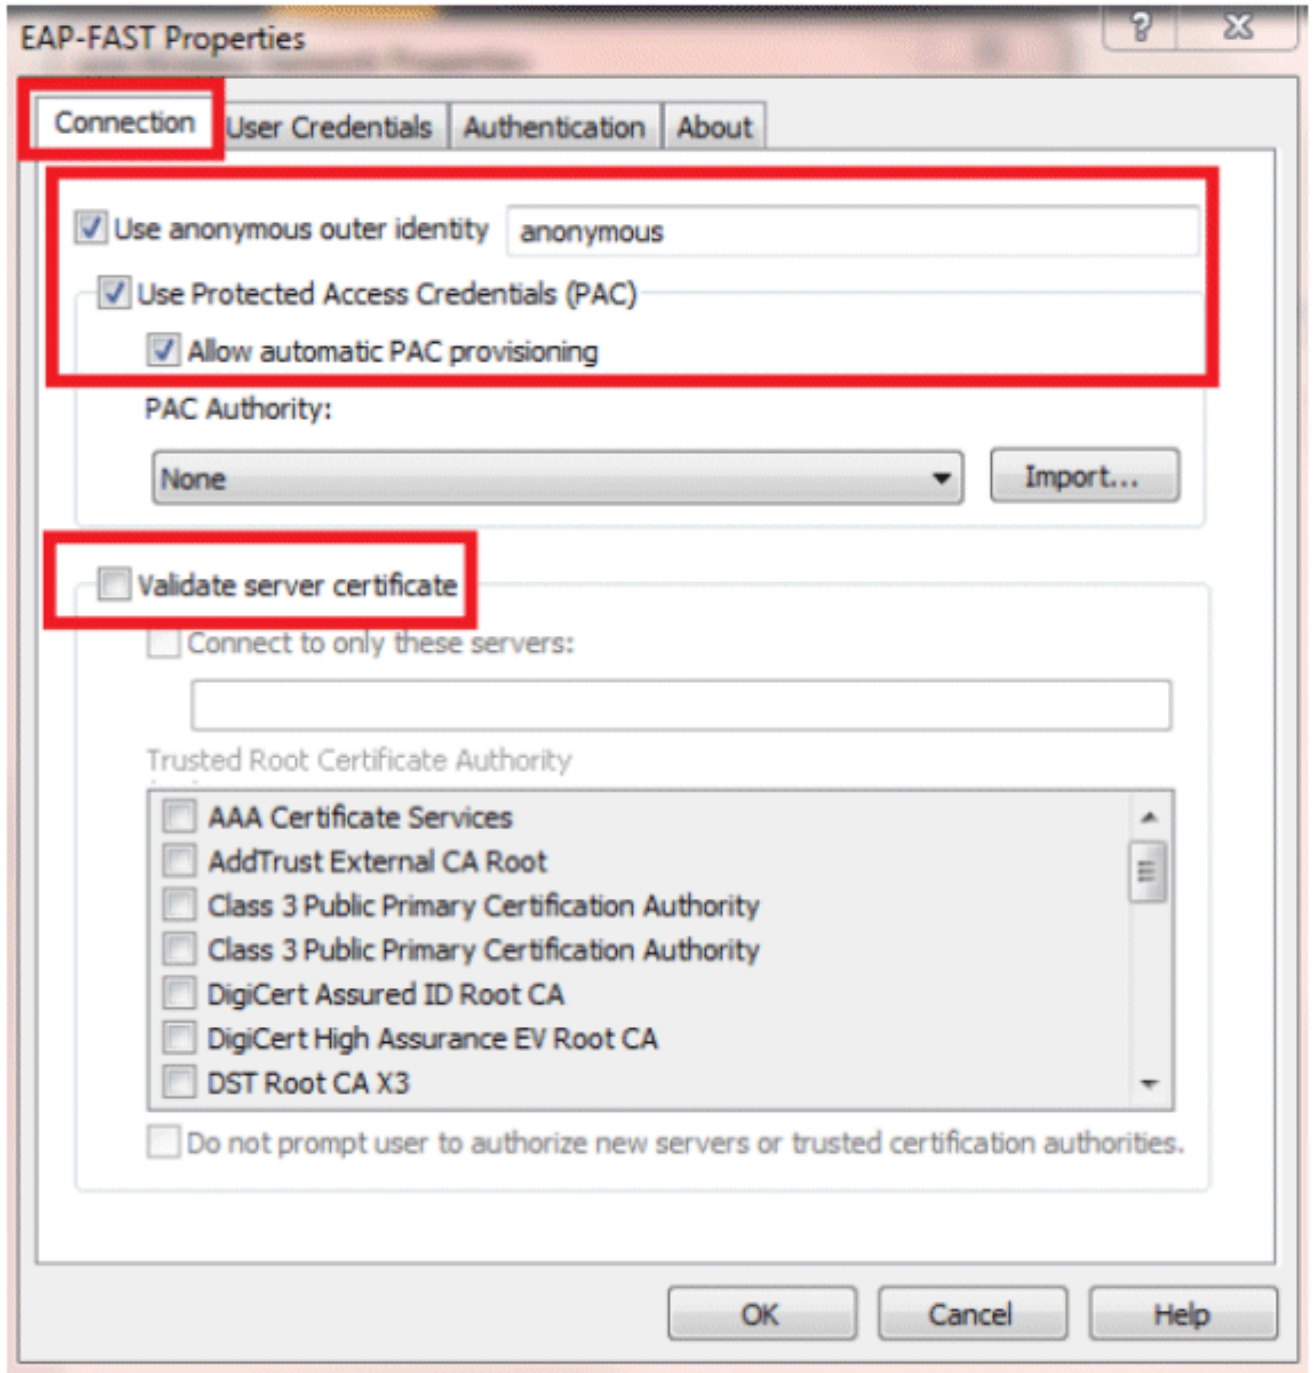 EAP-FAST Properties
Connection User Credentials Authentication About
Use anonymous outer identity anonymous
Use Protected Access Credentials (PAC)
Allow automatic PAC provisioning
PAC Authority:
None Import...
Validate server certificate
Connect to only these servers:
Trusted Root Certificate Authority
AAA Certificate Services
AddTrust External CA Root
Class 3 Public Primary Certification Authority
Class 3 Public Primary Certification Authority
DigiCert Assured ID Root CA
DigiCert High Assurance EV Root CA
DST Root CA X3
Do not prompt user to authorize new servers or trusted certification authorities.
OK Cancel Help